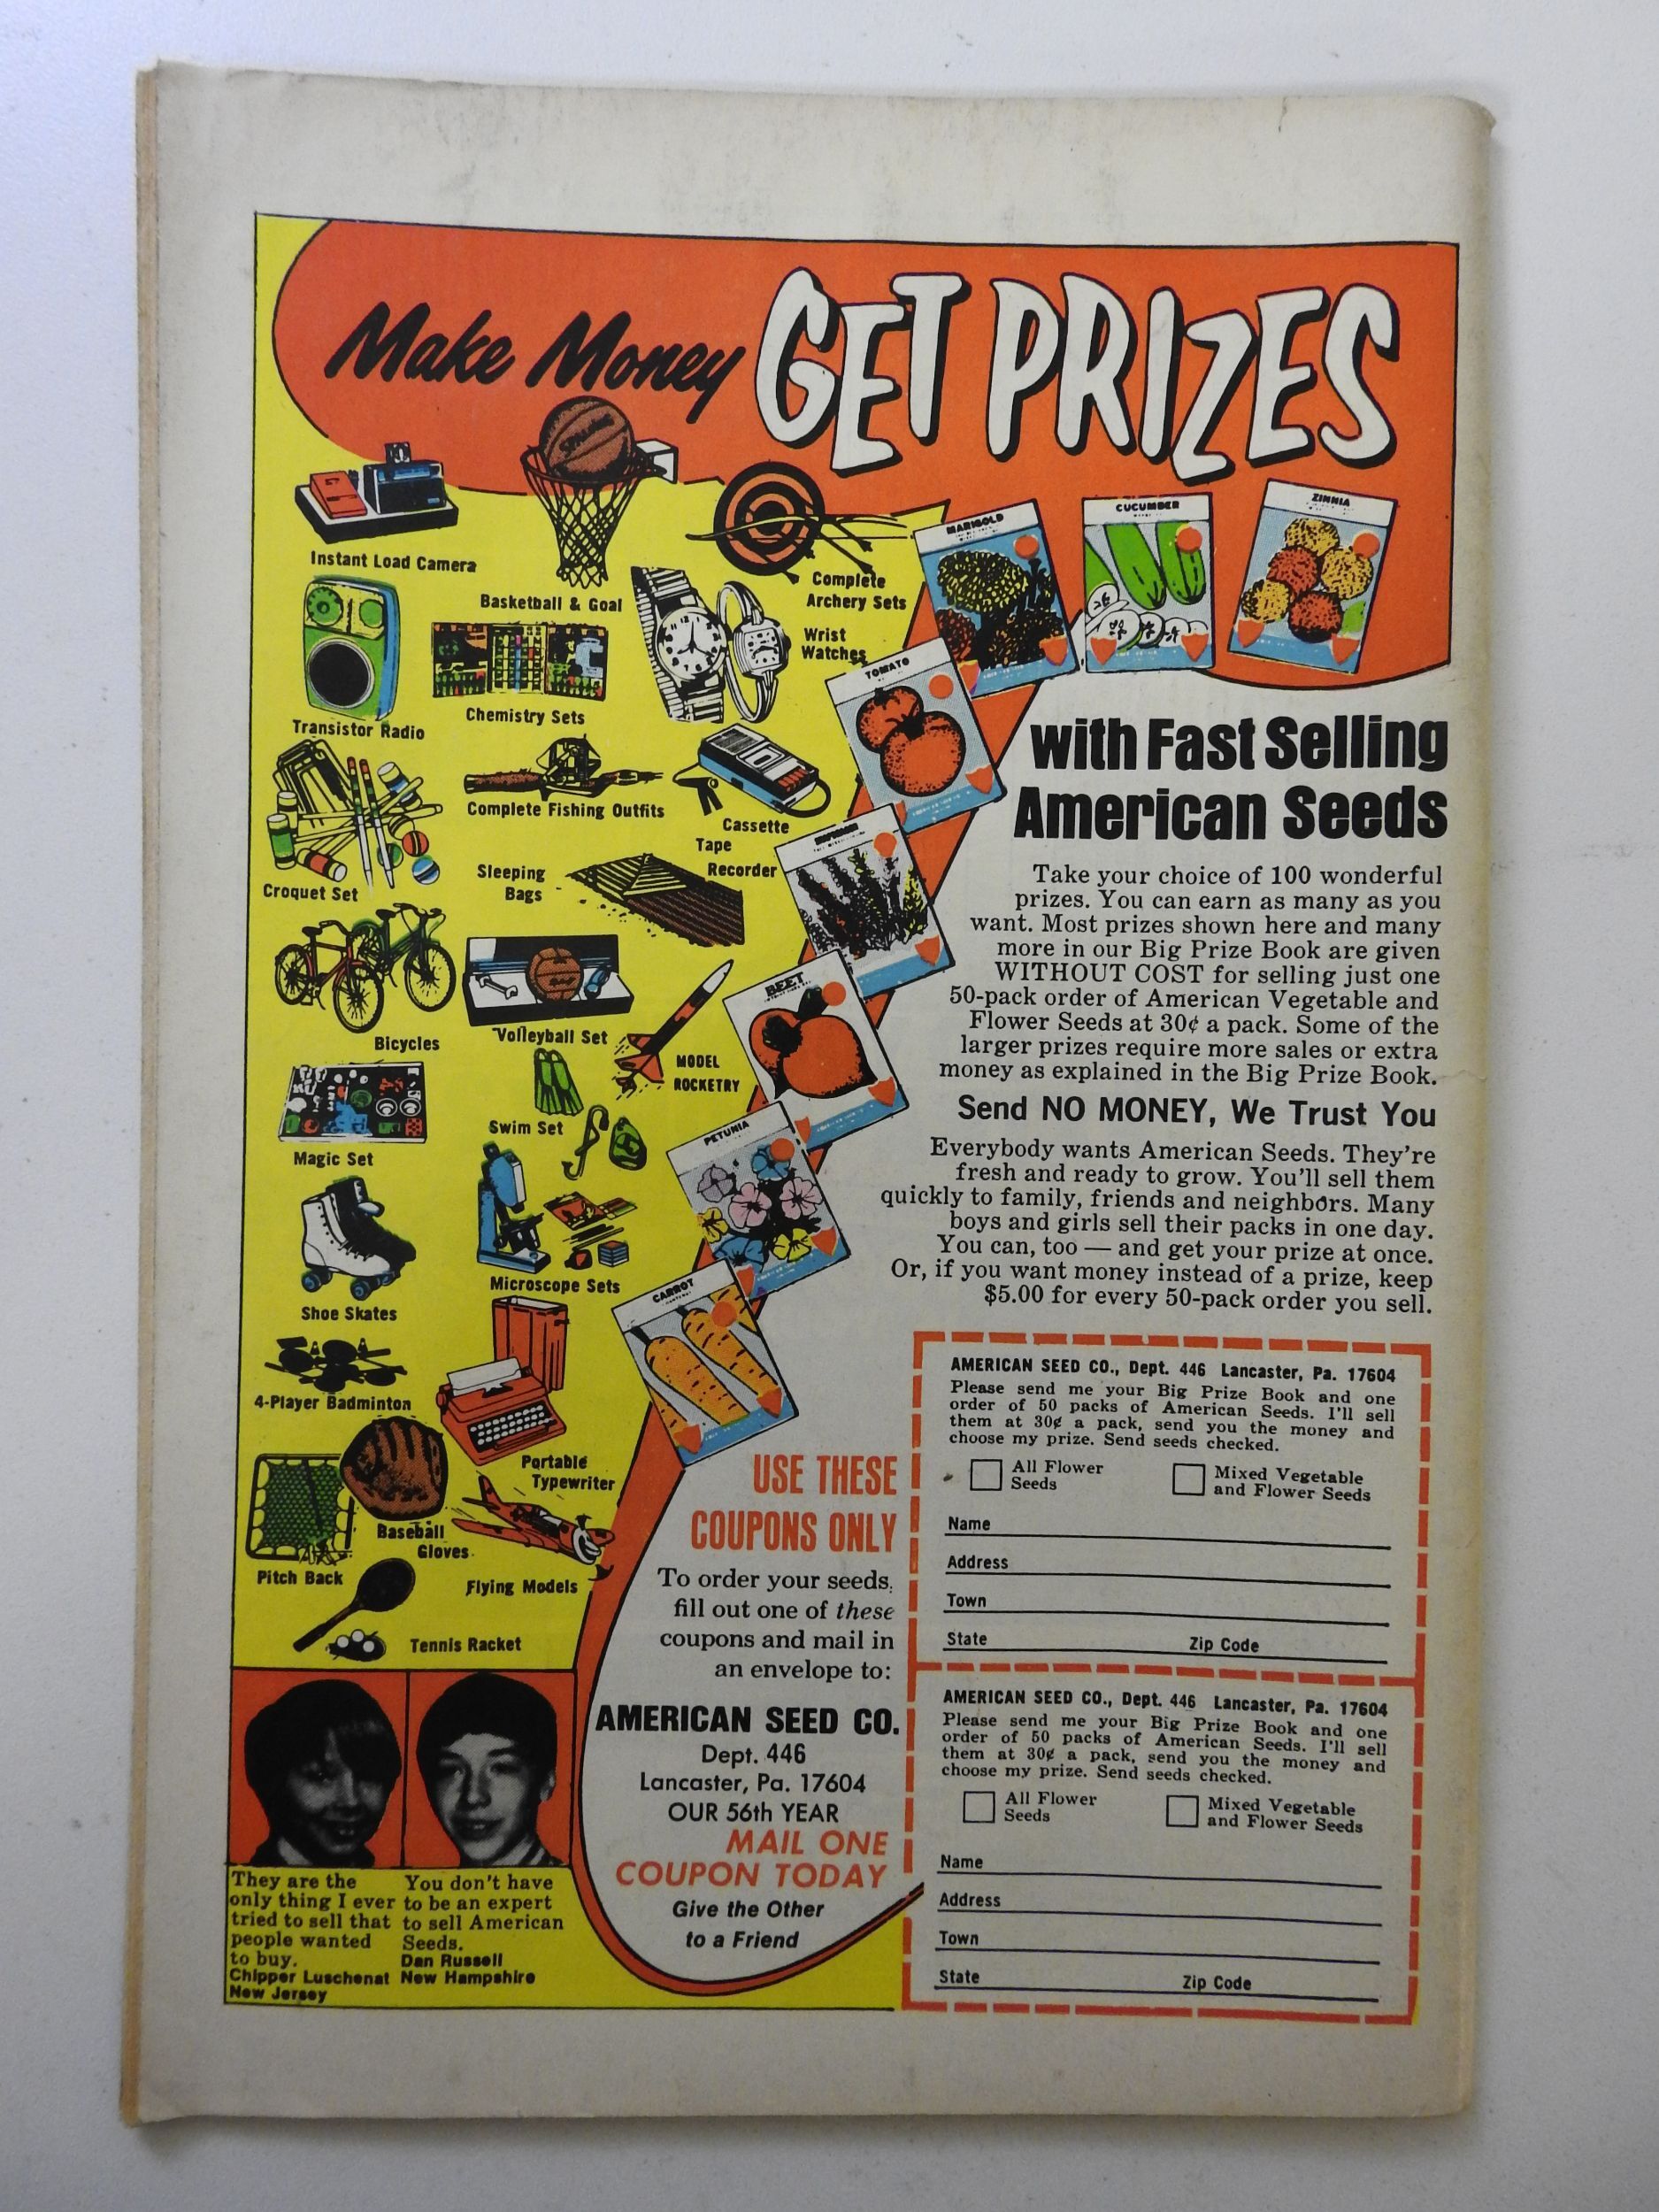 Make Money GET PRIZES
Instant Load Camera
Basketball & Goal
Complete
Archery Sets
Wrist
Watches
Transistor Radio
Chemistry Sets
Complete Fishing Outfits
Cassette
Tape
Recorder
Croquet Set
Sleeping
Bags
Bicycles
Volleyball Set
MODEL
ROCKETRY
Magic Set
Swim Set
Shoe Skates
Microscope Sets
4-Player Badminton
Portable
Typewriter
Baseball
Gloves
Pitch Back
Flying Models
Tennis Racket
MARIGOLD
CUCUMBER
ZINNIA
TOMATO
BEET
PETUNIA
CARROT
with Fast Selling
American Seeds
Take your choice of 100 wonderful
prizes. You can earn as many as you
want. Most prizes shown here and many
more in our Big Prize Book are given
WITHOUT COST for selling just one
50-pack order of American Vegetable and
Flower Seeds at 30¢ a pack. Some of the
larger prizes require more sales or extra
money as explained in the Big Prize Book.
Send NO MONEY, We Trust You
Everybody wants American Seeds. They're
fresh and ready to grow. You'll sell them
quickly to family, friends and neighbors. Many
boys and girls sell their packs in one day.
You can, too — and get your prize at once.
Or, if you want money instead of a prize, keep
$5.00 for every 50-pack order you sell.
USE THESE
COUPONS ONLY
To order your seeds,
fill out one of these
coupons and mail in
an envelope to:
AMERICAN SEED CO.
Dept. 446
Lancaster, Pa. 17604
OUR 56th YEAR
MAIL ONE
COUPON TODAY
Give the Other
to a Friend
AMERICAN SEED CO., Dept. 446 Lancaster, Pa. 17604
Please send me your Big Prize Book and one
order of 50 packs of American Seeds. I'll sell
them at 30¢ a pack, send you the money and
choose my prize. Send seeds checked.
All Flower
Seeds
Mixed Vegetable
and Flower Seeds
Name
Address
Town
State Zip Code
AMERICAN SEED CO., Dept. 446 Lancaster, Pa. 17604
Please send me your Big Prize Book and one
order of 50 packs of American Seeds. I'll sell
them at 30¢ a pack, send you the money and
choose my prize. Send seeds checked.
All Flower
Seeds
Mixed Vegetable
and Flower Seeds
Name
Address
Town
State Zip Code
They are the
only thing I ever
tried to sell that
people wanted
to buy.
Chipper Luschenat
New Jersey
You don't have
to be an expert
to sell American
Seeds.
Dan Russell
New Hampshire